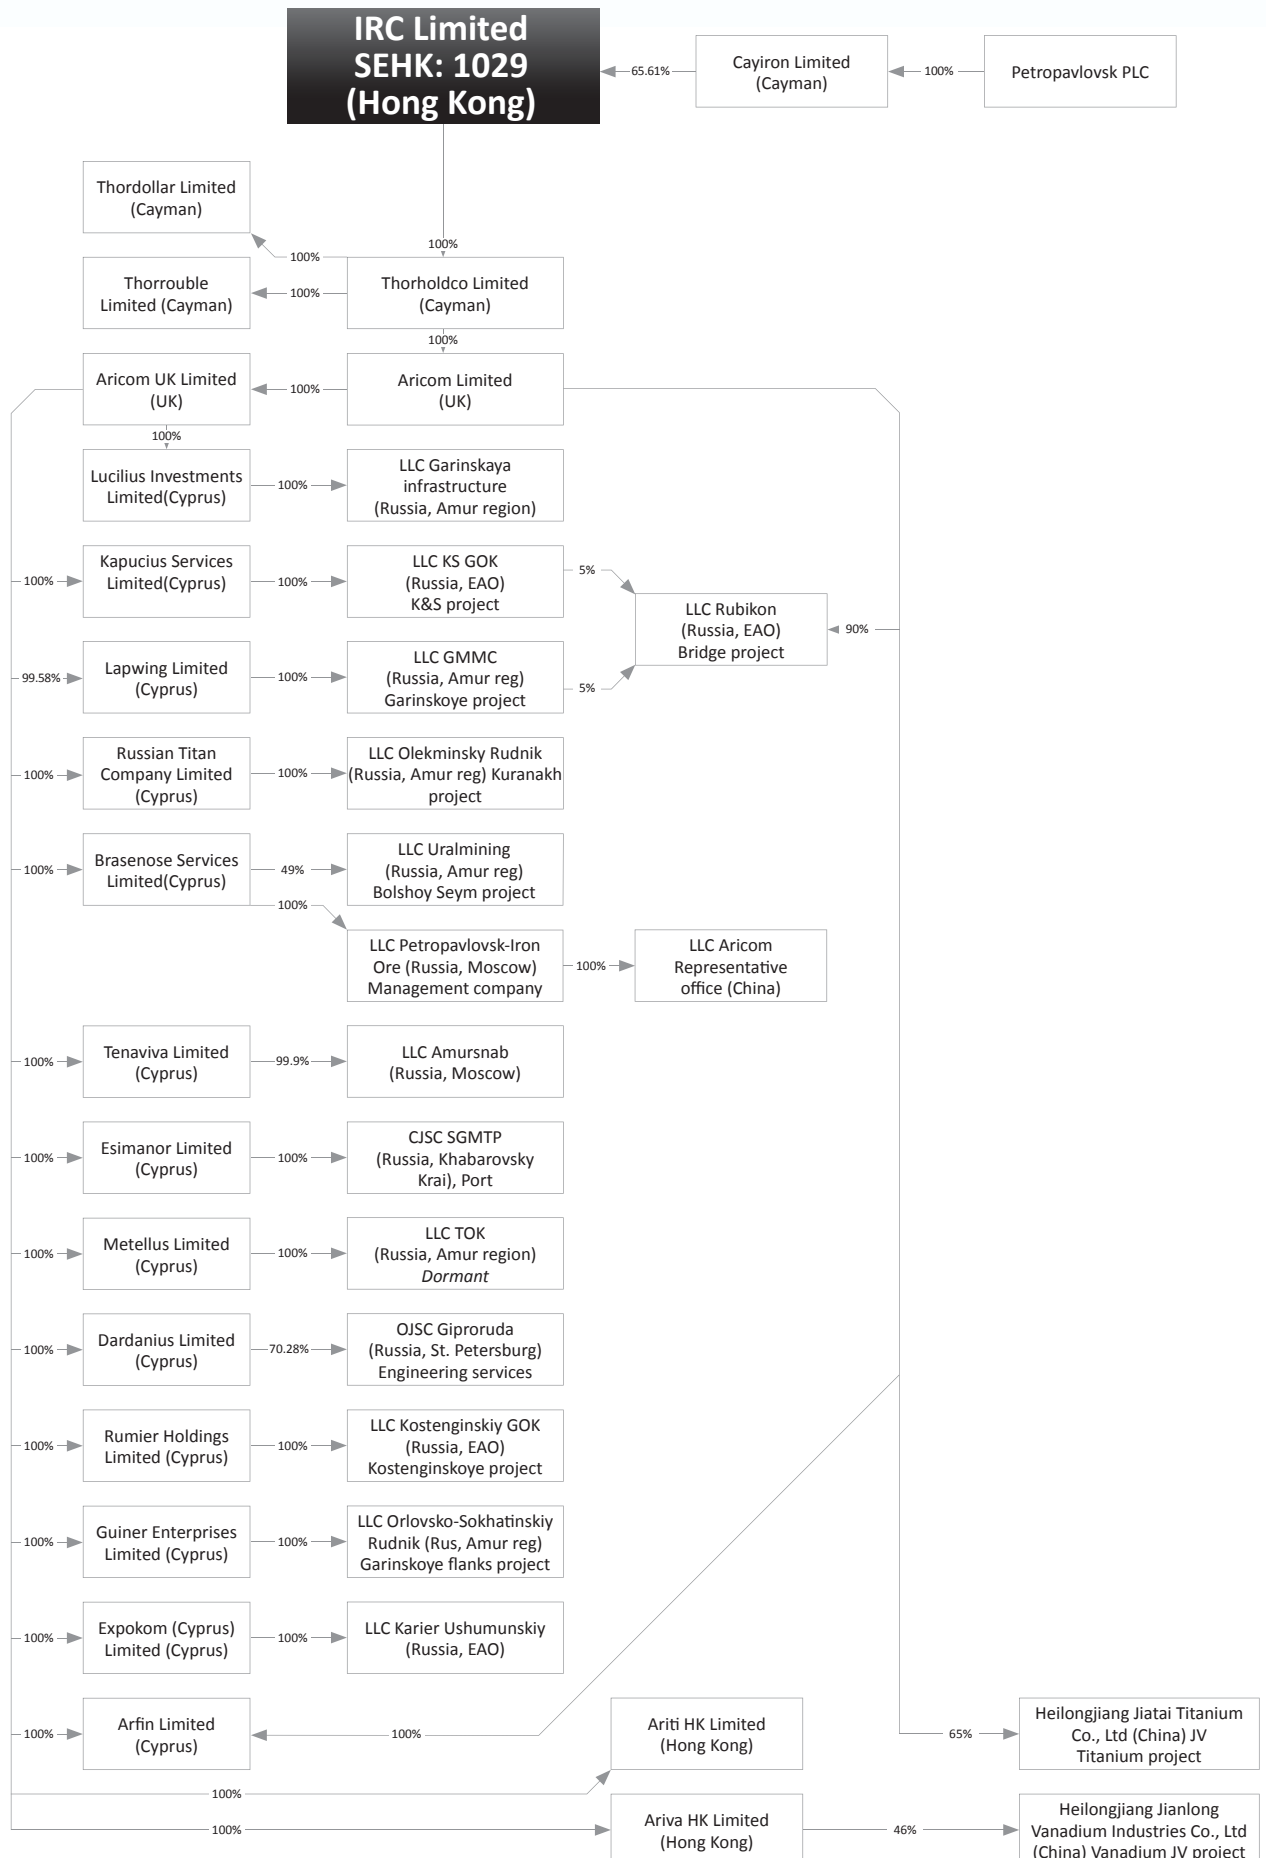 IRC Limited
SEHK: 1029
(Hong Kong)
65.61%
Cayiron Limited
(Cayman)
100%
Petropavlovsk PLC
Thordollar Limited
(Cayman)
100%
100%
Thorrouble
Limited (Cayman)
100%
Thorholdco Limited
(Cayman)
100%
Aricom UK Limited
(UK)
100%
Aricom Limited
(UK)
100%
Lucilius Investments
Limited(Cyprus)
100%
LLC Garinskaya
infrastructure
(Russia, Amur region)
100%
Kapucius Services
Limited(Cyprus)
100%
LLC KS GOK
(Russia, EAO)
K&S project
5%
LLC Rubikon
(Russia, EAO)
Bridge project
90%
99.58%
Lapwing Limited
(Cyprus)
100%
LLC GMMC
(Russia, Amur reg)
Garinskoye project
5%
100%
Russian Titan
Company Limited
(Cyprus)
100%
LLC Olekminsky Rudnik
(Russia, Amur reg) Kuranakh
project
100%
Brasenose Services
Limited(Cyprus)
49%
LLC Uralmining
(Russia, Amur reg)
Bolshoy Seym project
100%
LLC Petropavlovsk-Iron
Ore (Russia, Moscow)
Management company
100%
LLC Aricom
Representative
office (China)
100%
Tenaviva Limited
(Cyprus)
99.9%
LLC Amursnab
(Russia, Moscow)
100%
Esimanor Limited
(Cyprus)
100%
CJSC SGMTP
(Russia, Khabarovsky
Krai), Port
100%
Metellus Limited
(Cyprus)
100%
LLC TOK
(Russia, Amur region)
Dormant
100%
Dardanius Limited
(Cyprus)
70.28%
OJSC Giproruda
(Russia, St. Petersburg)
Engineering services
100%
Rumier Holdings
Limited (Cyprus)
100%
LLC Kostenginskiy GOK
(Russia, EAO)
Kostenginskoye project
100%
Guiner Enterprises
Limited (Cyprus)
100%
LLC Orlovsko-Sokhatinskiy
Rudnik (Rus, Amur reg)
Garinskoye flanks project
100%
Expokom (Cyprus)
Limited (Cyprus)
100%
LLC Karier Ushumunskiy
(Russia, EAO)
100%
Arfin Limited
(Cyprus)
100%
Ariti HK Limited
(Hong Kong)
65%
Heilongjiang Jiatai Titanium
Co., Ltd (China) JV
Titanium project
100%
100%
Ariva HK Limited
(Hong Kong)
46%
Heilongjiang Jianlong
Vanadium Industries Co., Ltd
(China) Vanadium JV project